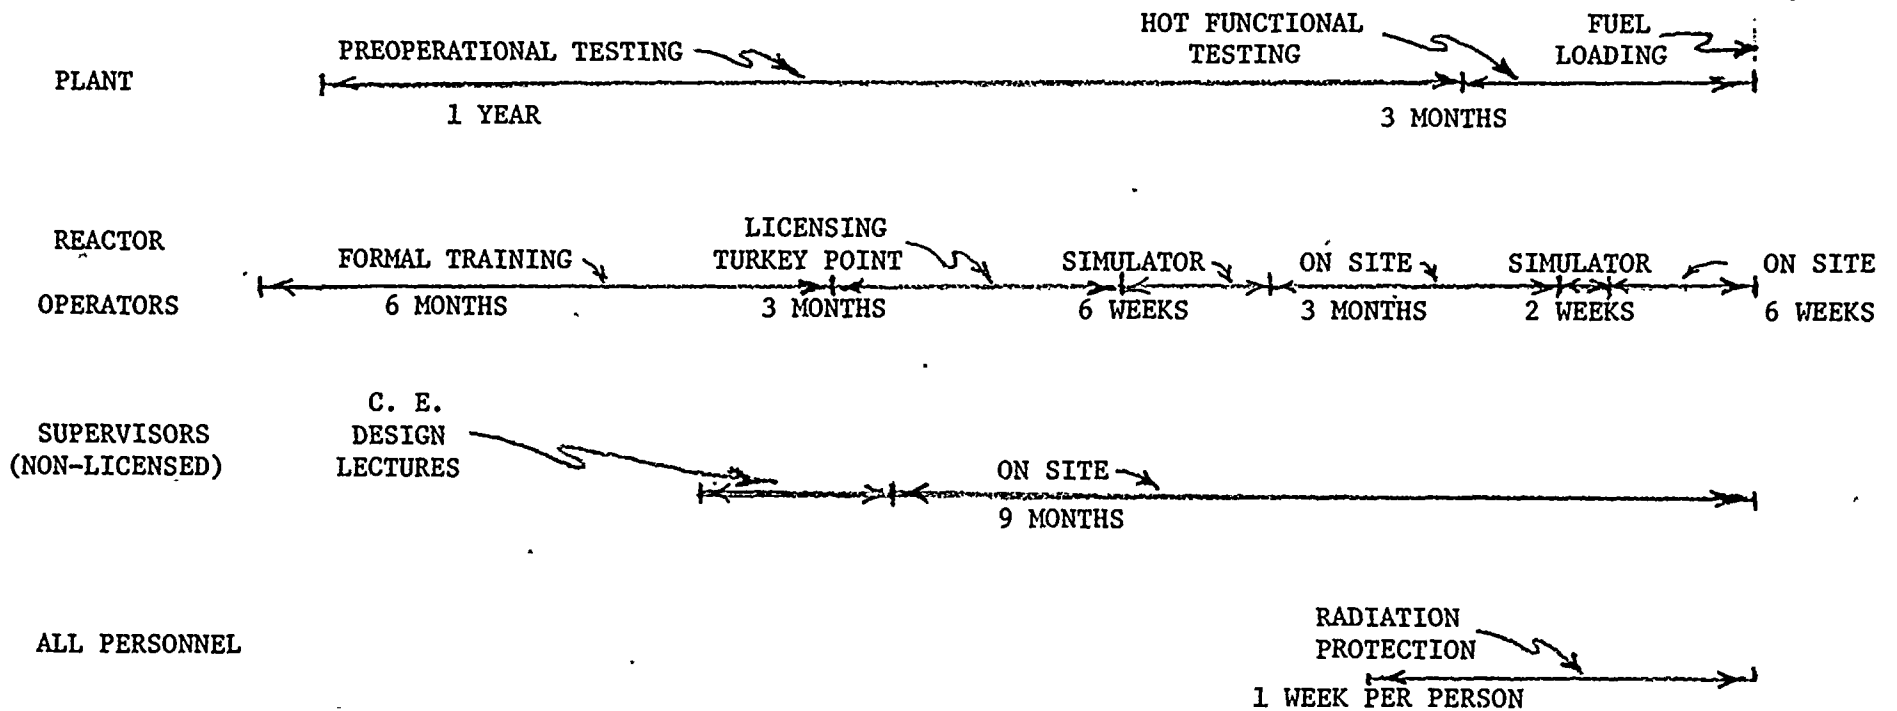 PLANT
PREOPERATIONAL TESTING
1 YEAR
HOT FUNCTIONAL
TESTING
3 MONTHS
FUEL
LOADING
REACTOR
OPERATORS
FORMAL TRAINING
6 MONTHS
LICENSING
TURKEY POINT
3 MONTHS
SIMULATOR
6 WEEKS
ON SITE
3 MONTHS
SIMULATOR
2 WEEKS
ON SITE
6 WEEKS
SUPERVISORS
(NON-LICENSED)
C. E.
DESIGN
LECTURES
ON SITE
9 MONTHS
ALL PERSONNEL
RADIATION
PROTECTION
1 WEEK PER PERSON